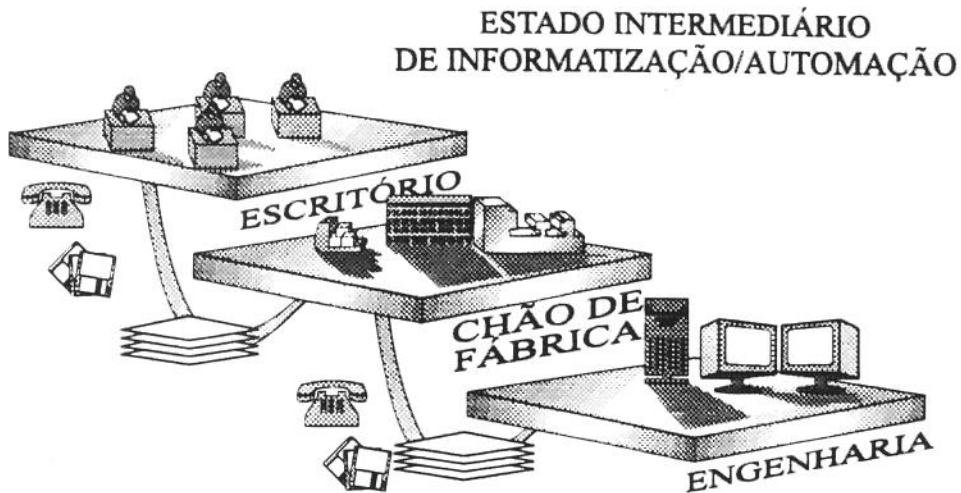 ESTADO INTERMEDIÁRIO
DE INFORMATIZAÇÃO/AUTOMAÇÃO
ESCRITÓRIO
CHÃO DE
FÁBRICA
ENGENHARIA